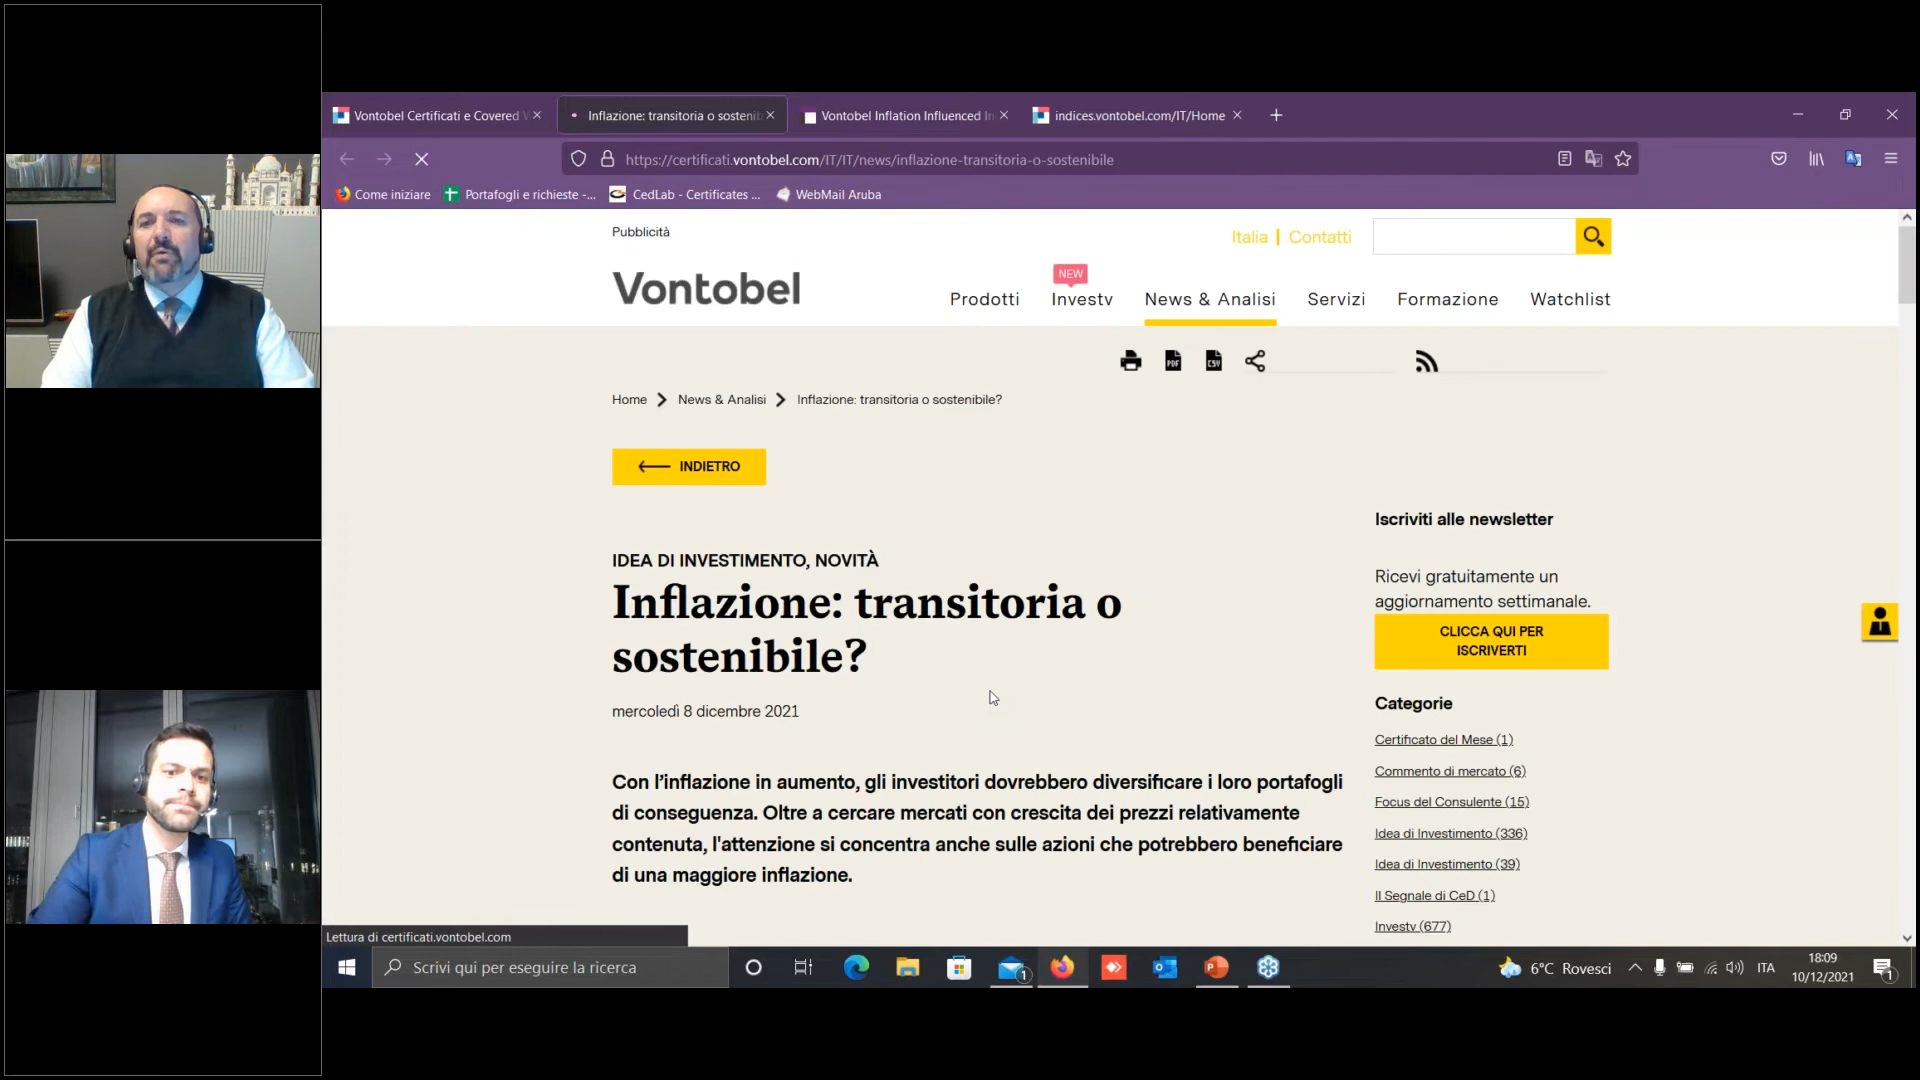 Vontobel Certificati e Covered
Inflazione: transitoria o sostenib
Vontobel Inflation Influenced In
indices.vontobel.com/IT/Home
https://certificati.vontobel.com/IT/IT/news/inflazione-transitoria-o-sostenibile
Come iniziare
Portafogli e richieste -...
CedLab - Certificates ...
WebMail Aruba
Pubblicità
Italia | Contatti
Vontobel
NEW
Prodotti
Investv
News & Analisi
Servizi
Formazione
Watchlist
PDF
CSV
Home
News & Analisi
Inflazione: transitoria o sostenibile?
INDIETRO
IDEA DI INVESTIMENTO, NOVITÀ
Inflazione: transitoria o
sostenibile?
mercoledì 8 dicembre 2021
Con l’inflazione in aumento, gli investitori dovrebbero diversificare i loro portafogli
di conseguenza. Oltre a cercare mercati con crescita dei prezzi relativamente
contenuta, l'attenzione si concentra anche sulle azioni che potrebbero beneficiare
di una maggiore inflazione.
Iscriviti alle newsletter
Ricevi gratuitamente un
aggiornamento settimanale.
CLICCA QUI PER
ISCRIVERTI
Categorie
Certificato del Mese (1)
Commento di mercato (6)
Focus del Consulente (15)
Idea di Investimento (336)
Idea di Investimento (39)
Il Segnale di CeD (1)
Investv (677)
Lettura di certificati.vontobel.com
Scrivi qui per eseguire la ricerca
1
6°C Rovesci
ITA
18:09
10/12/2021
1